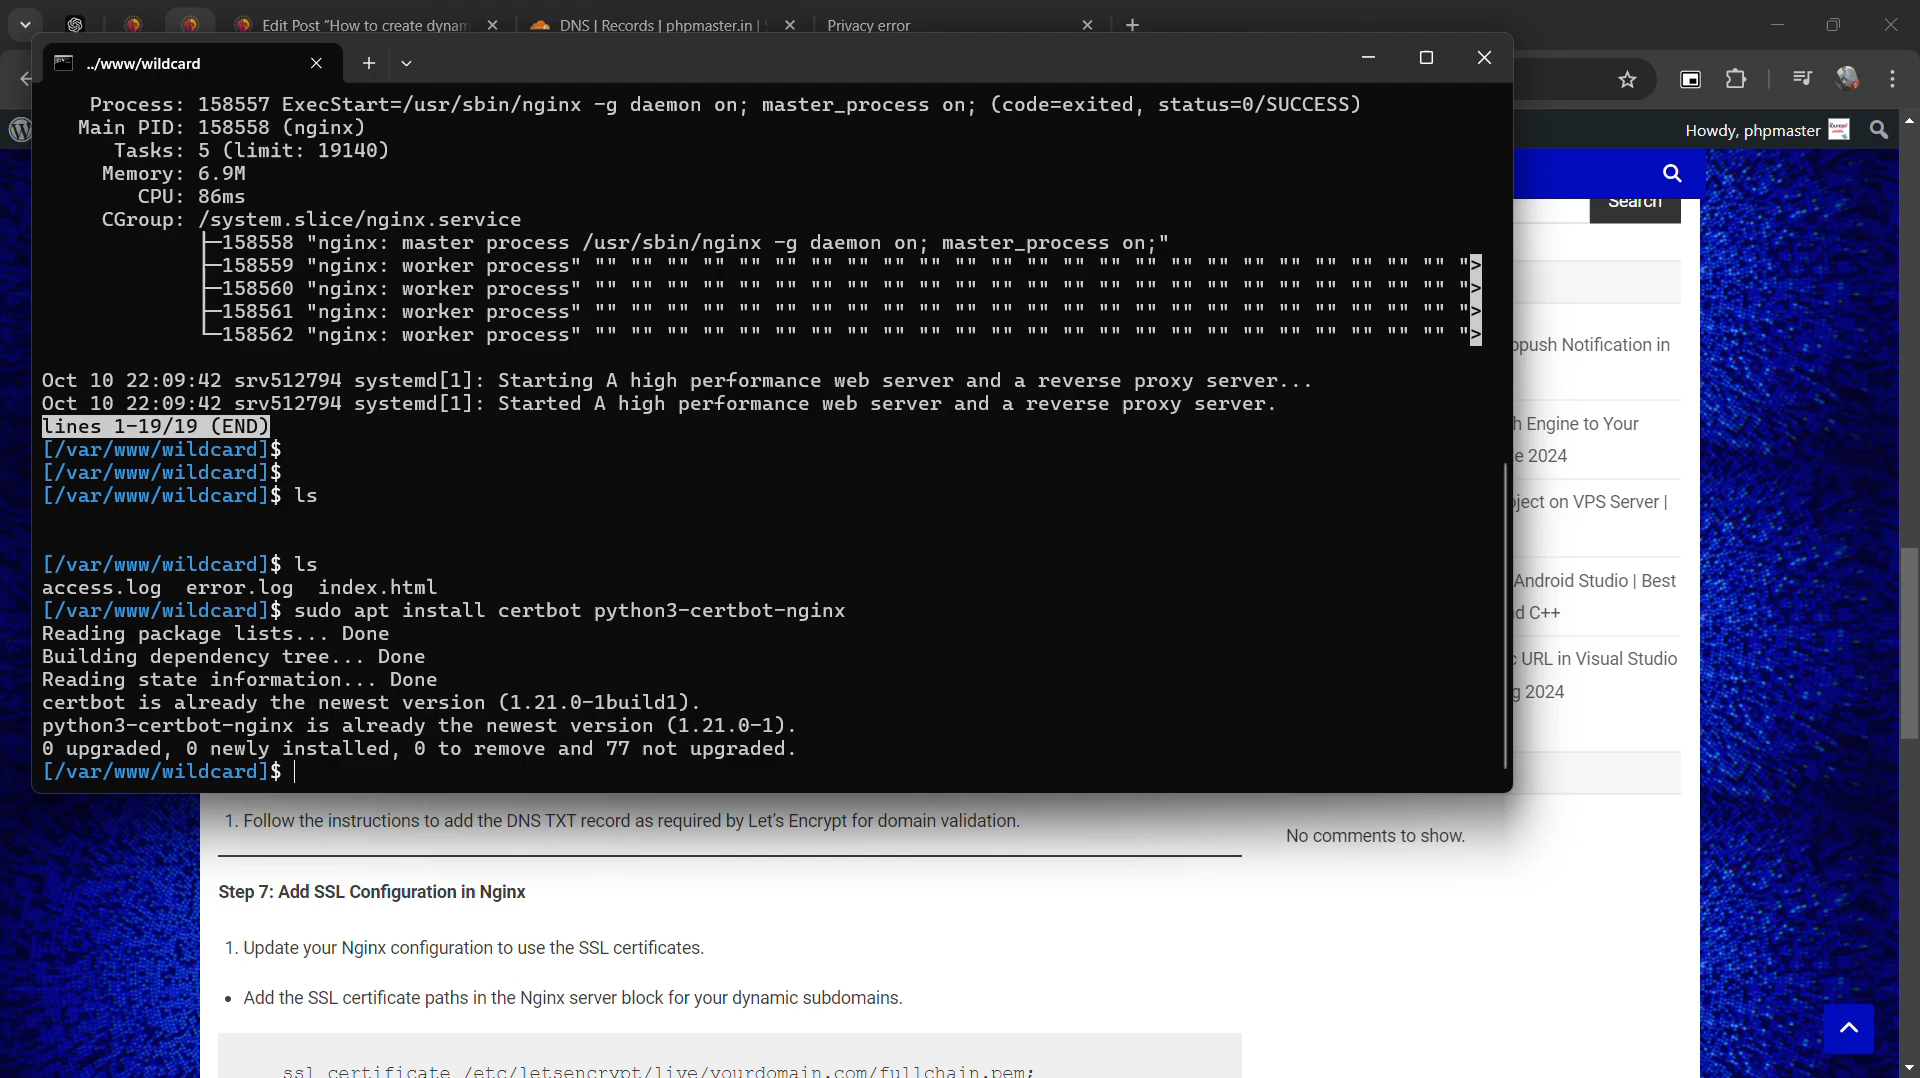 Edit Post “How to create dynam
DNS | Records | phpmaster.in |
Privacy error
../www/wildcard
Howdy, phpmaster
Process: 158557 ExecStart=/usr/sbin/nginx -g daemon on; master_process on; (code=exited, status=0/SUCCESS)
Main PID: 158558 (nginx)
Tasks: 5 (limit: 19140)
Memory: 6.9M
CPU: 86ms
CGroup: /system.slice/nginx.service
├─158558 "nginx: master process /usr/sbin/nginx -g daemon on; master_process on;"
├─158559 "nginx: worker process" "" "" "" "" "" "" "" "" "" "" "" "" "" "" "" "" "" "" "" "" "" "" "" "" ">
├─158560 "nginx: worker process" "" "" "" "" "" "" "" "" "" "" "" "" "" "" "" "" "" "" "" "" "" "" "" "" ">
├─158561 "nginx: worker process" "" "" "" "" "" "" "" "" "" "" "" "" "" "" "" "" "" "" "" "" "" "" "" "" ">
└─158562 "nginx: worker process" "" "" "" "" "" "" "" "" "" "" "" "" "" "" "" "" "" "" "" "" "" "" "" "" ">
Oct 10 22:09:42 srv512794 systemd[1]: Starting A high performance web server and a reverse proxy server...
Oct 10 22:09:42 srv512794 systemd[1]: Started A high performance web server and a reverse proxy server.
lines 1-19/19 (END)
[/var/www/wildcard]$
[/var/www/wildcard]$
[/var/www/wildcard]$ ls
[/var/www/wildcard]$ ls
access.log  error.log  index.html
[/var/www/wildcard]$ sudo apt install certbot python3-certbot-nginx
Reading package lists... Done
Building dependency tree... Done
Reading state information... Done
certbot is already the newest version (1.21.0-1build1).
python3-certbot-nginx is already the newest version (1.21.0-1).
0 upgraded, 0 newly installed, 0 to remove and 77 not upgraded.
[/var/www/wildcard]$
Search
ppush Notification in
h Engine to Your
e 2024
ject on VPS Server |
Android Studio | Best
d C++
c URL in Visual Studio
g 2024
No comments to show.
1. Follow the instructions to add the DNS TXT record as required by Let’s Encrypt for domain validation.
Step 7: Add SSL Configuration in Nginx
1. Update your Nginx configuration to use the SSL certificates.
• Add the SSL certificate paths in the Nginx server block for your dynamic subdomains.
ssl_certificate /etc/letsencrypt/live/yourdomain.com/fullchain.pem;